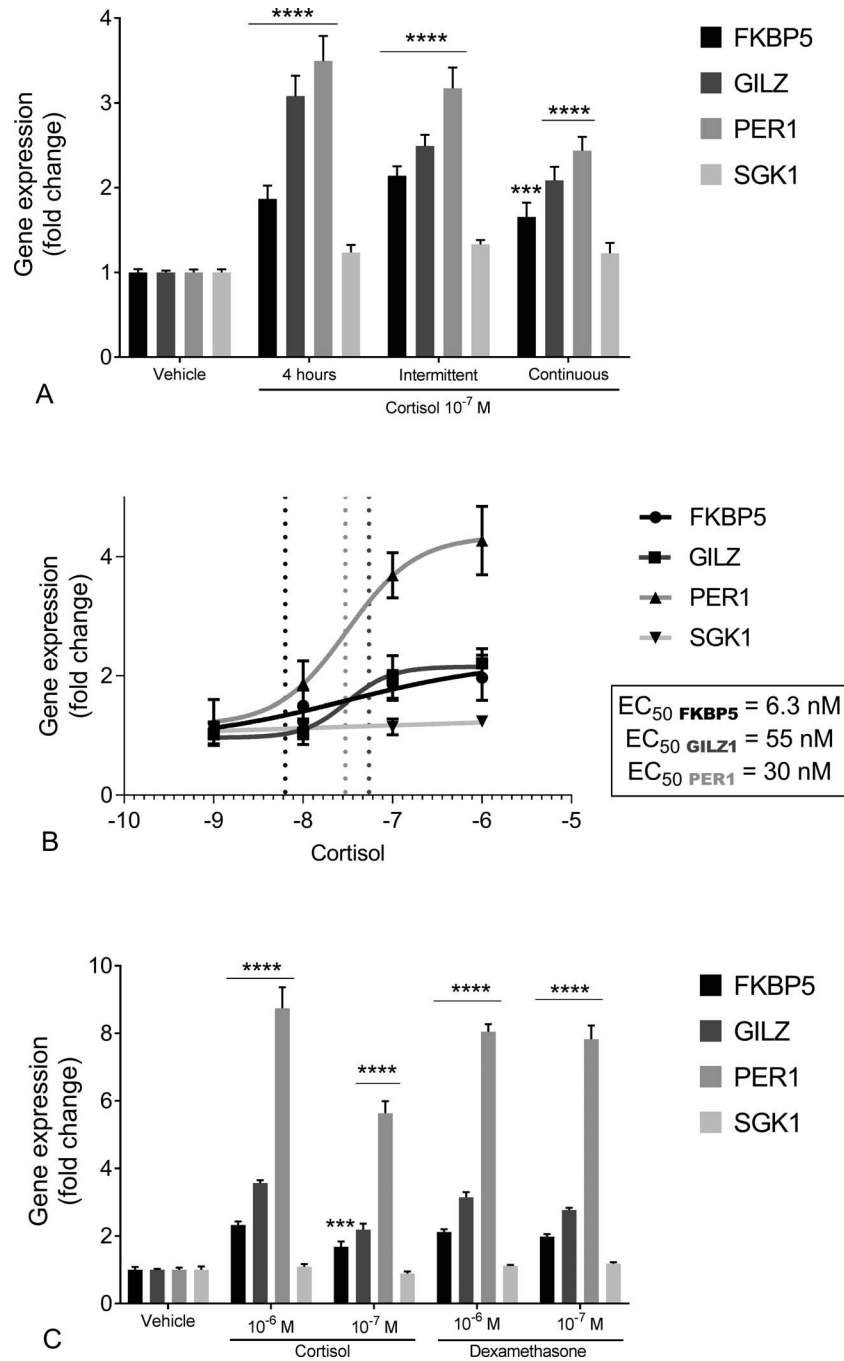 Gene expression
(fold change)
4
3
2
1
0
****
****
****
***
Vehicle
4 hours
Intermittent
Continuous
Cortisol 10⁻⁷ M
FKBP5
GILZ
PER1
SGK1
A
Gene expression
(fold change)
4
2
0
-10
-9
-8
-7
-6
-5
Cortisol
FKBP5
GILZ
PER1
SGK1
EC₅₀ FKBP5 = 6.3 nM
EC₅₀ GILZ1 = 55 nM
EC₅₀ PER1 = 30 nM
B
Gene expression
(fold change)
10
8
6
4
2
0
****
****
***
****
****
Vehicle
10⁻⁶ M
10⁻⁷ M
10⁻⁶ M
10⁻⁷ M
Cortisol
Dexamethasone
FKBP5
GILZ
PER1
SGK1
C